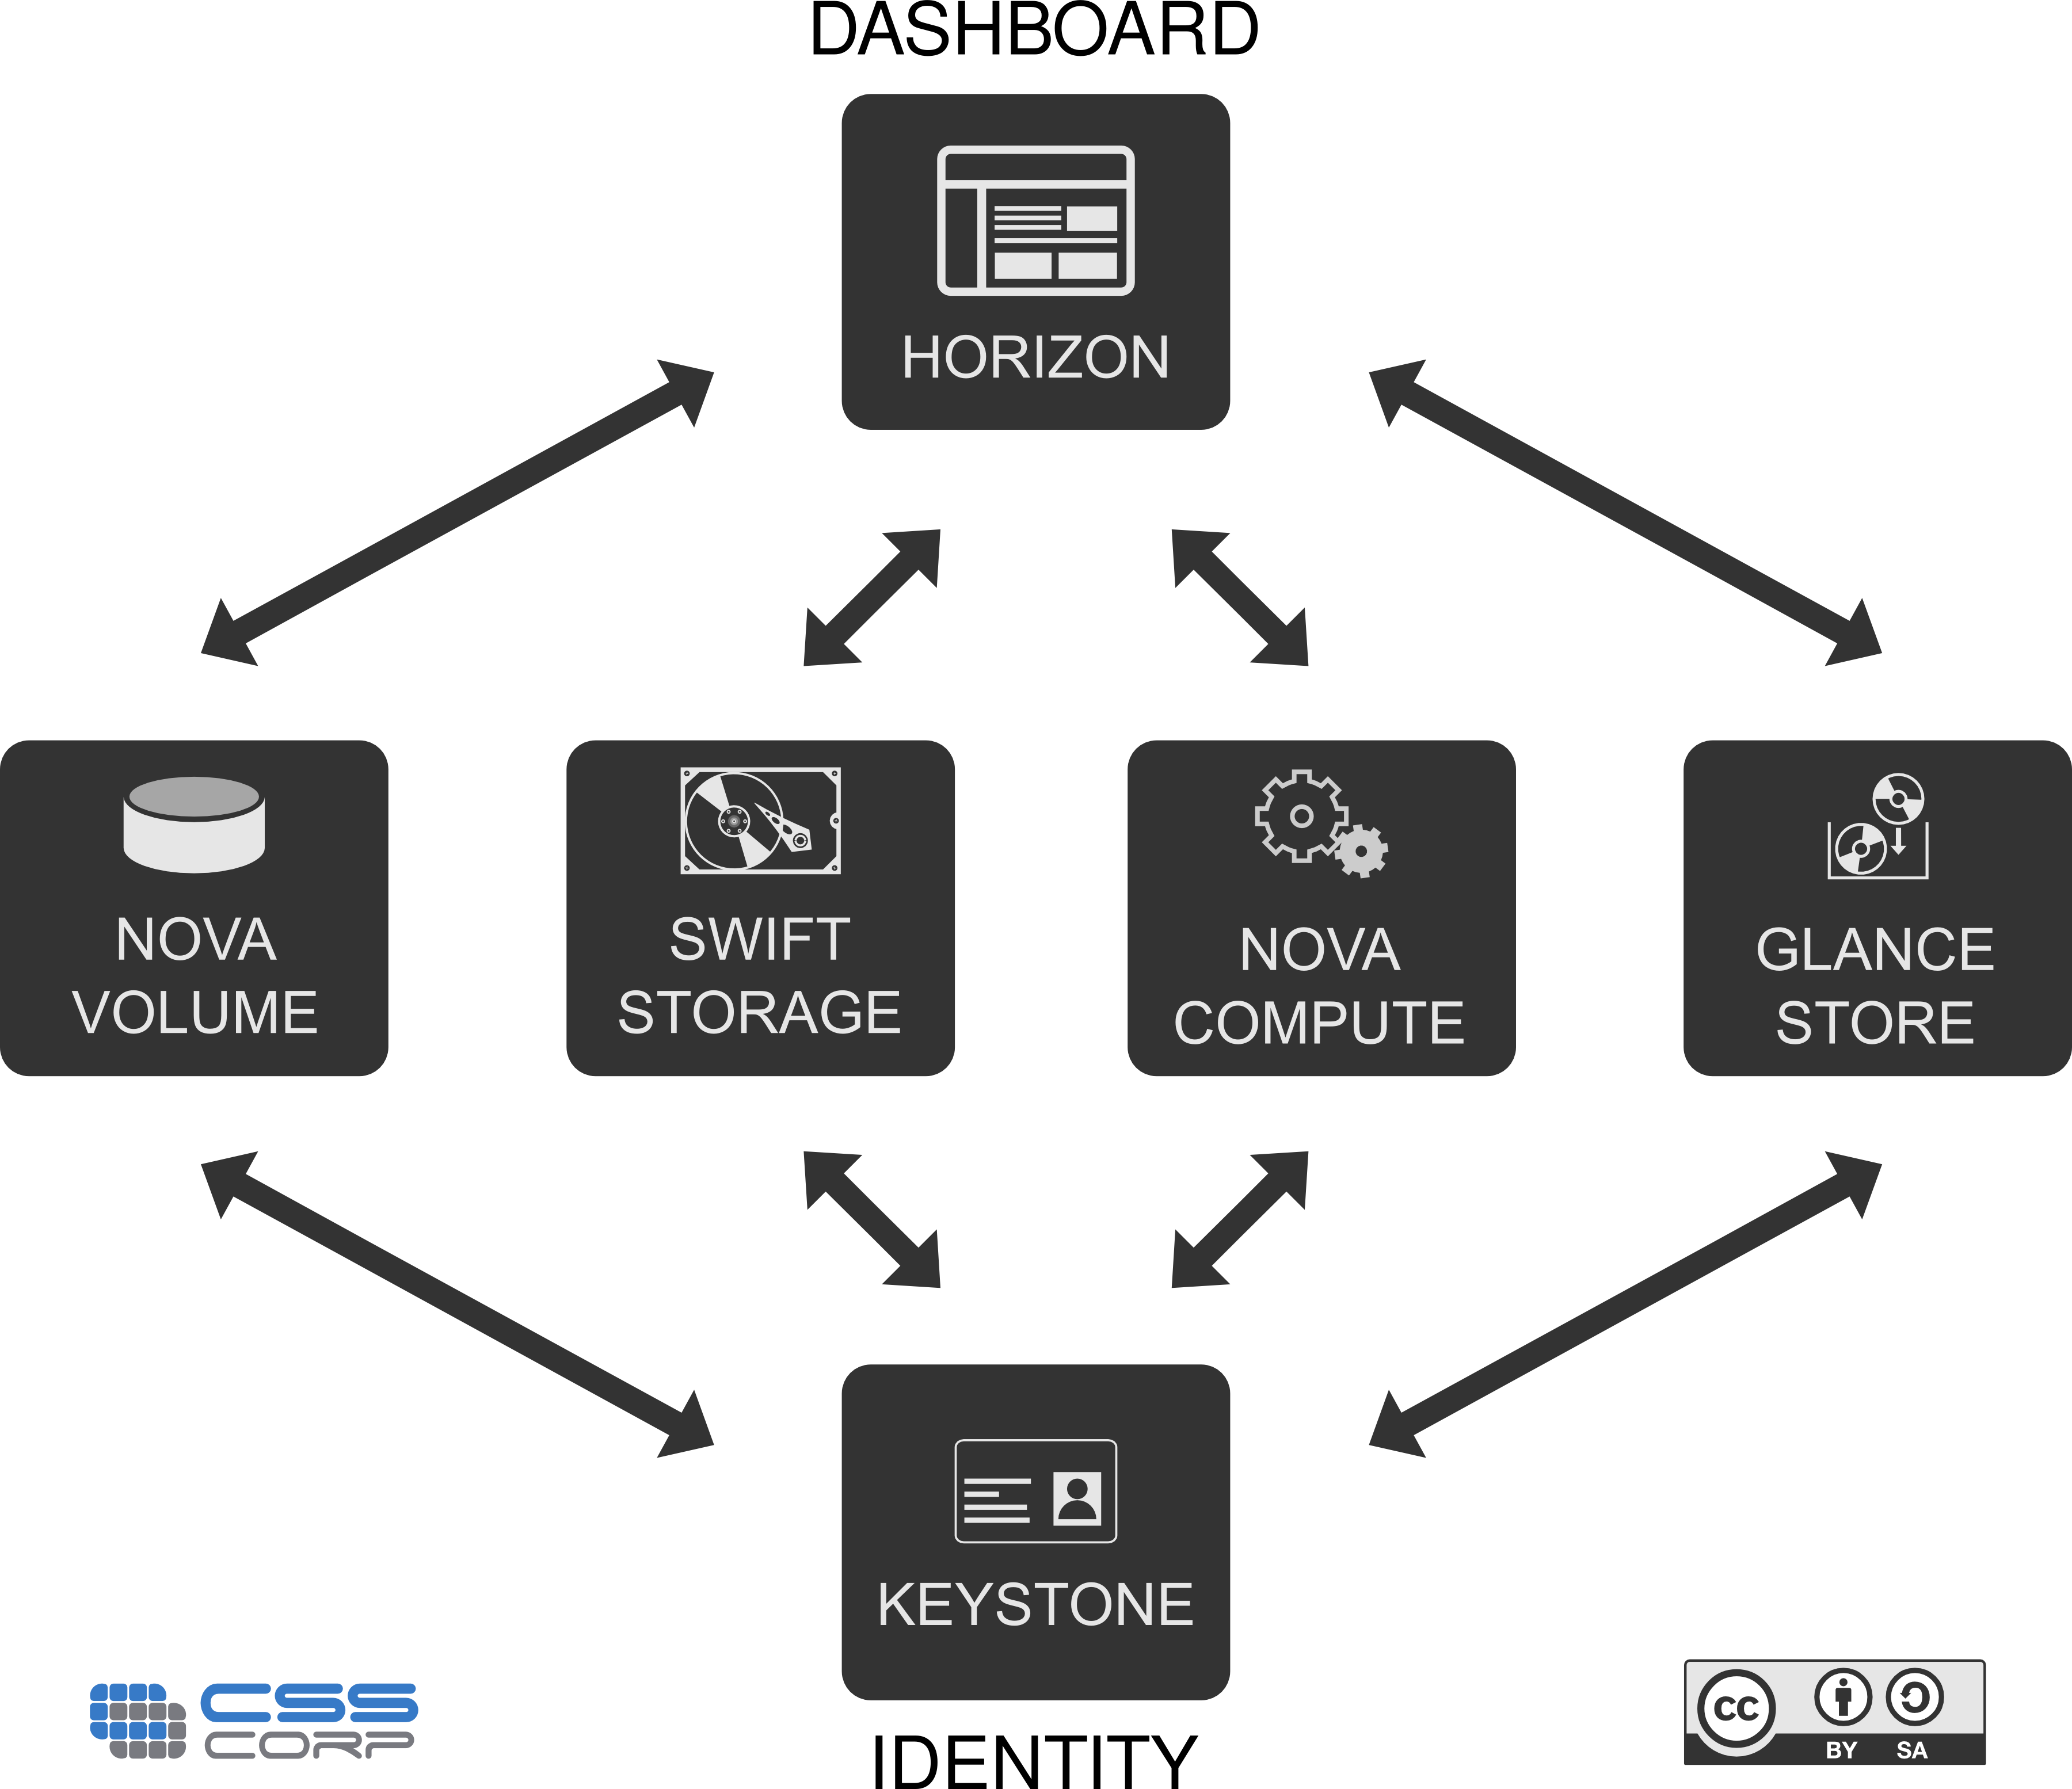 DASHBOARD
HORIZON
NOVA
VOLUME
SWIFT
STORAGE
NOVA
COMPUTE
GLANCE
STORE
KEYSTONE
IDENTITY
CSS
CORP
cc
BY SA